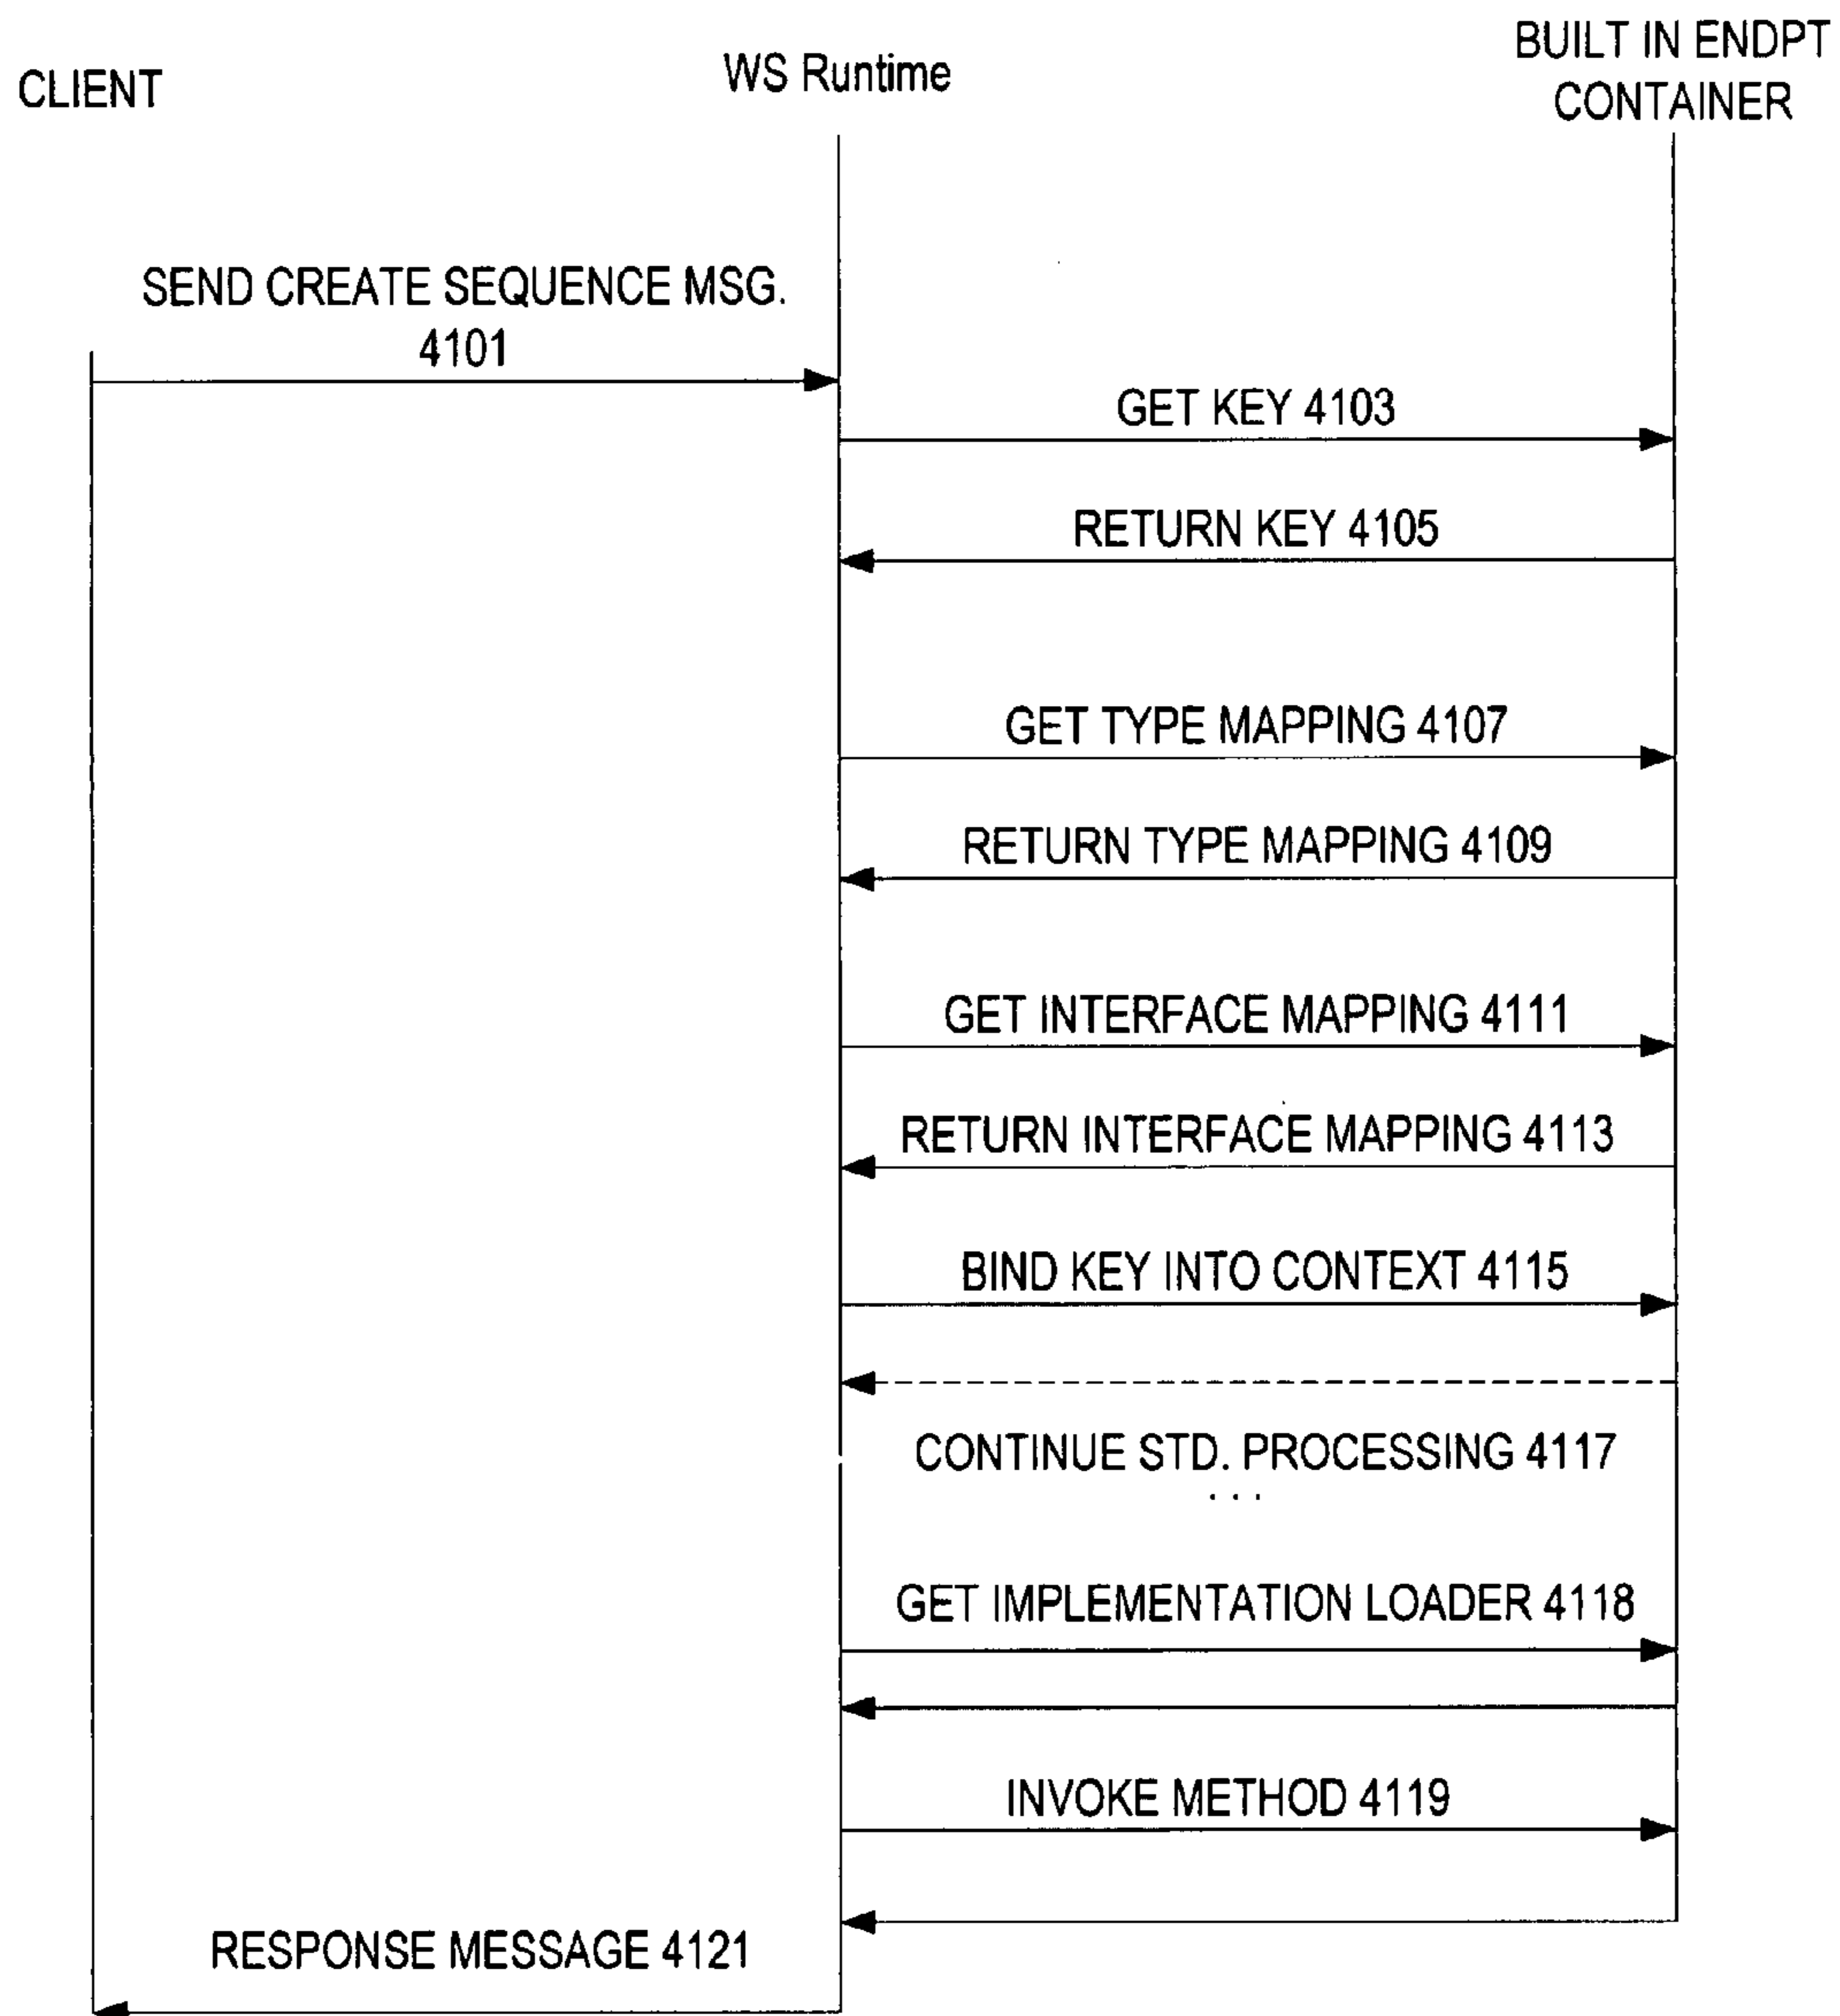 CLIENT
WS Runtime
BUILT IN ENDPT
CONTAINER
SEND CREATE SEQUENCE MSG.
4101
GET KEY 4103
RETURN KEY 4105
GET TYPE MAPPING 4107
RETURN TYPE MAPPING 4109
GET INTERFACE MAPPING 4111
RETURN INTERFACE MAPPING 4113
BIND KEY INTO CONTEXT 4115
CONTINUE STD. PROCESSING 4117
. . .
GET IMPLEMENTATION LOADER 4118
INVOKE METHOD 4119
RESPONSE MESSAGE 4121